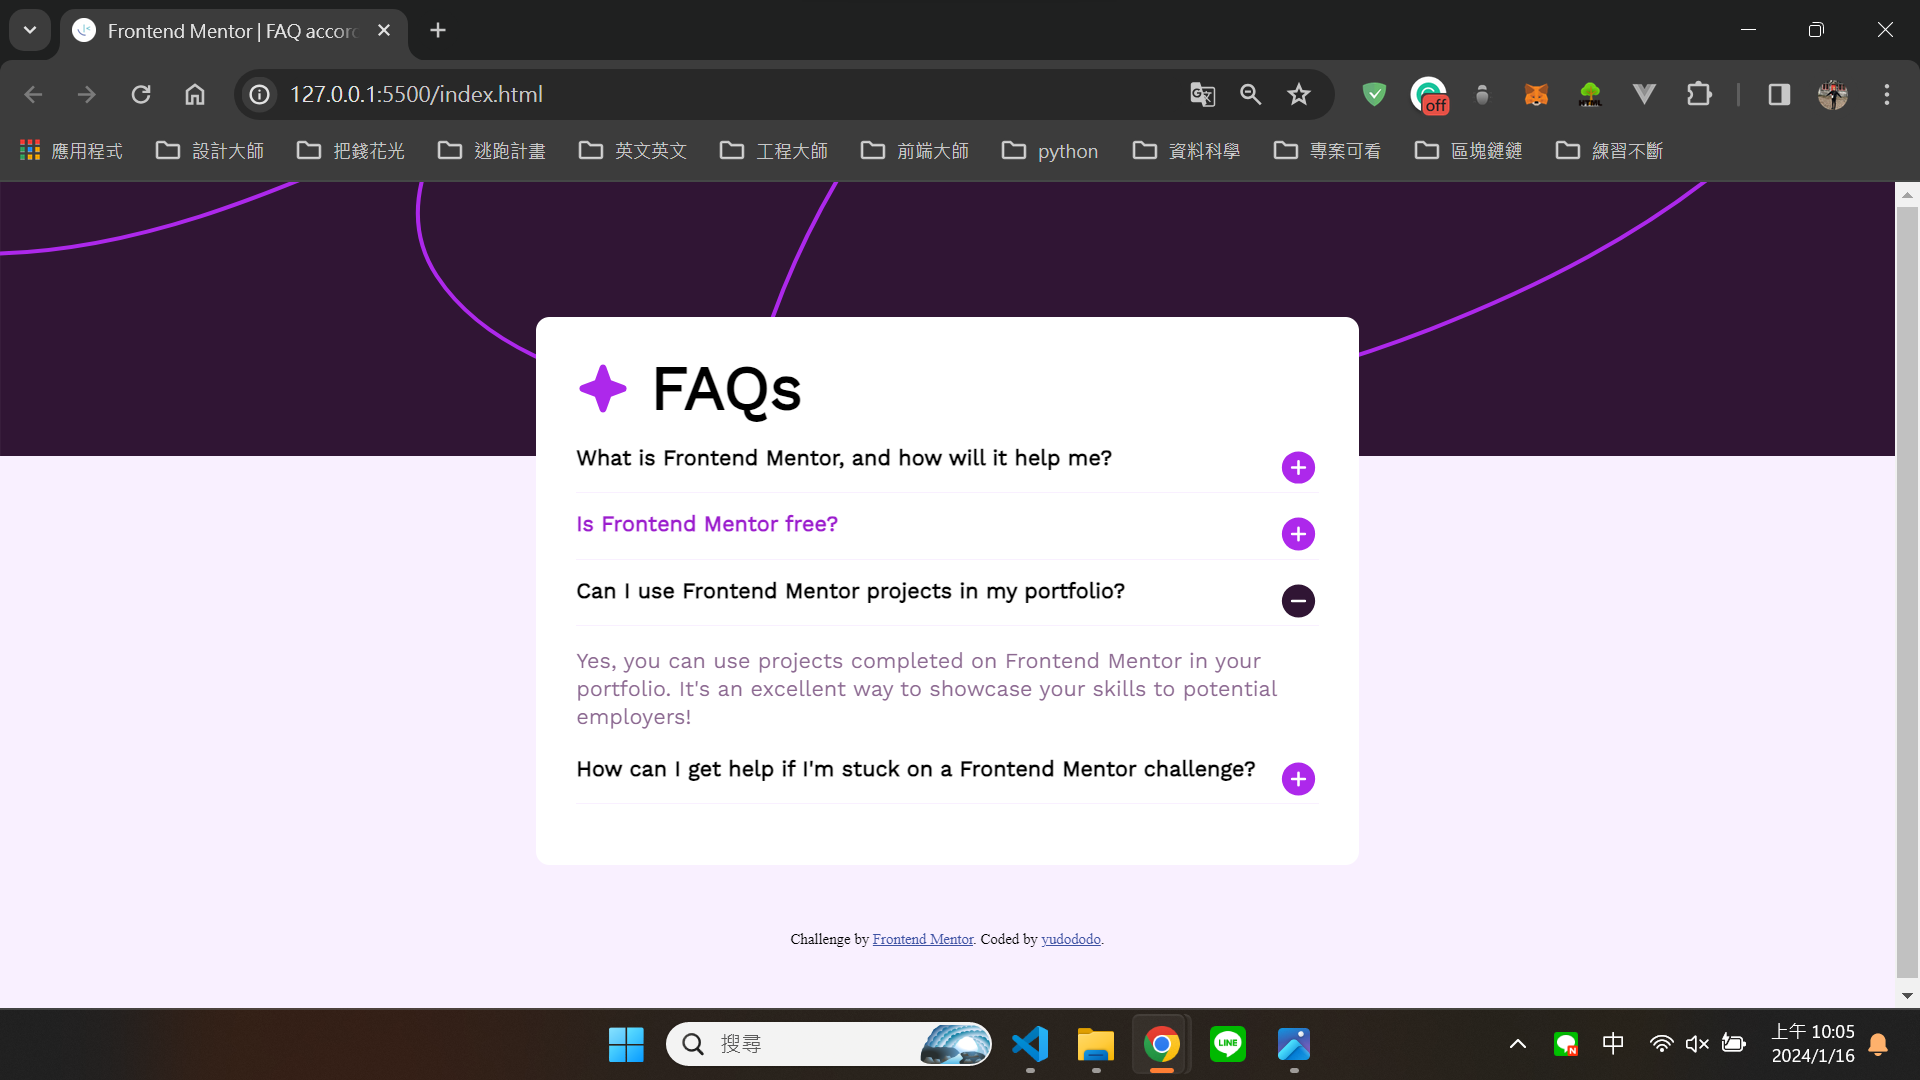 Frontend Mentor | FAQ accor
127.0.0.1:5500/index.html
off
HTML
應用程式 設計大師 把錢花光 逃跑計畫 英文英文 工程大師 前端大師 python 資料科學 專案可看 區塊鏈鏈 練習不斷
FAQs
What is Frontend Mentor, and how will it help me?
Is Frontend Mentor free?
Can I use Frontend Mentor projects in my portfolio?
Yes, you can use projects completed on Frontend Mentor in your
portfolio. It's an excellent way to showcase your skills to potential
employers!
How can I get help if I'm stuck on a Frontend Mentor challenge?
Challenge by Frontend Mentor. Coded by yudododo.
搜尋
LINE
N
中
上午 10:05
2024/1/16